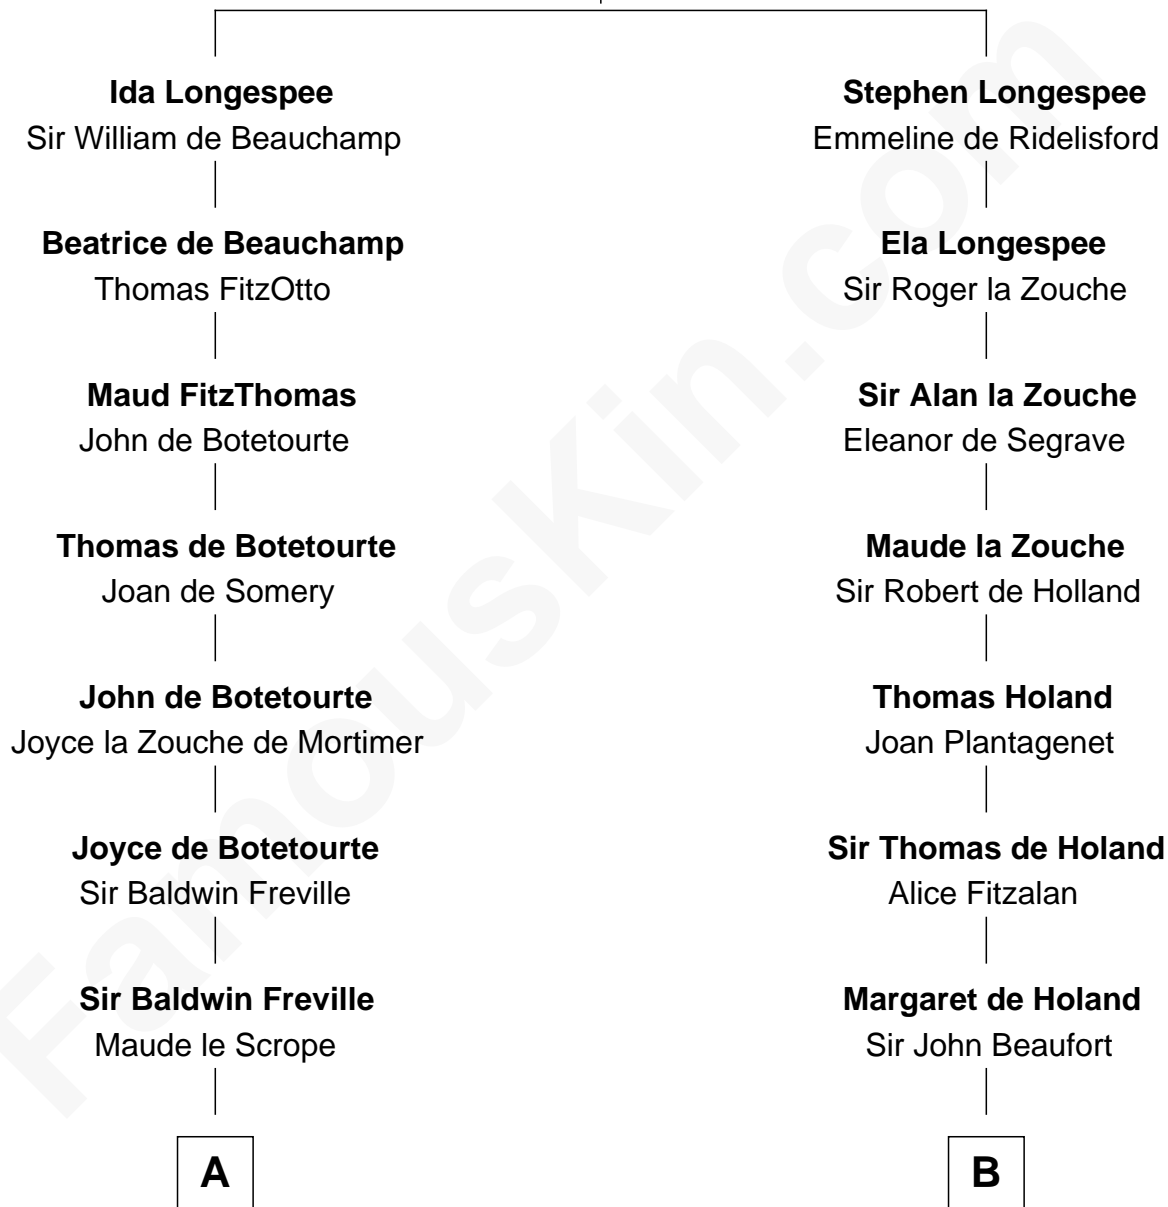 Ida Longespee
Sir William de Beauchamp
Beatrice de Beauchamp
Thomas FitzOtto
Maud FitzThomas
John de Botetourte
Thomas de Botetourte
Joan de Somery
John de Botetourte
Joyce la Zouche de Mortimer
Joyce de Botetourte
Sir Baldwin Freville
Sir Baldwin Freville
Maude le Scrope
A
Stephen Longespee
Emmeline de Ridelisford
Ela Longespee
Sir Roger la Zouche
Sir Alan la Zouche
Eleanor de Segrave
Maude la Zouche
Sir Robert de Holland
Thomas Holand
Joan Plantagenet
Sir Thomas de Holand
Alice Fitzalan
Margaret de Holand
Sir John Beaufort
B
FamousKin.com